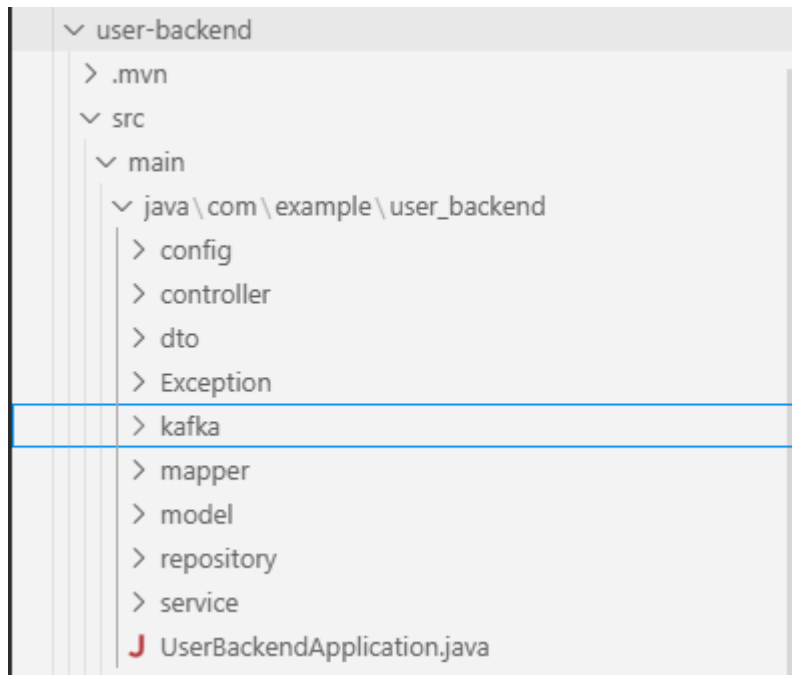 user-backend
.mvn
src
main
java\com\example\user_backend
config
controller
dto
Exception
kafka
mapper
model
repository
service
J UserBackendApplication.java